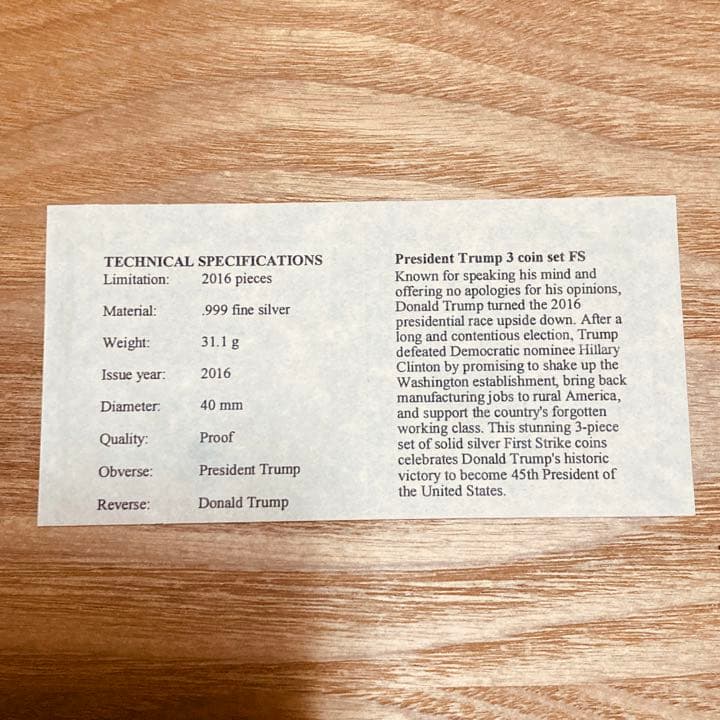 TECHNICAL SPECIFICATIONS
Limitation: 2016 pieces
Material: .999 fine silver
Weight: 31.1 g
Issue year: 2016
Diameter: 40 mm
Quality: Proof
Obverse: President Trump
Reverse: Donald Trump
President Trump 3 coin set FS
Known for speaking his mind and
offering no apologies for his opinions,
Donald Trump turned the 2016
presidential race upside down. After a
long and contentious election, Trump
defeated Democratic nominee Hillary
Clinton by promising to shake up the
Washington establishment, bring back
manufacturing jobs to rural America,
and support the country's forgotten
working class. This stunning 3-piece
set of solid silver First Strike coins
celebrates Donald Trump's historic
victory to become 45th President of
the United States.